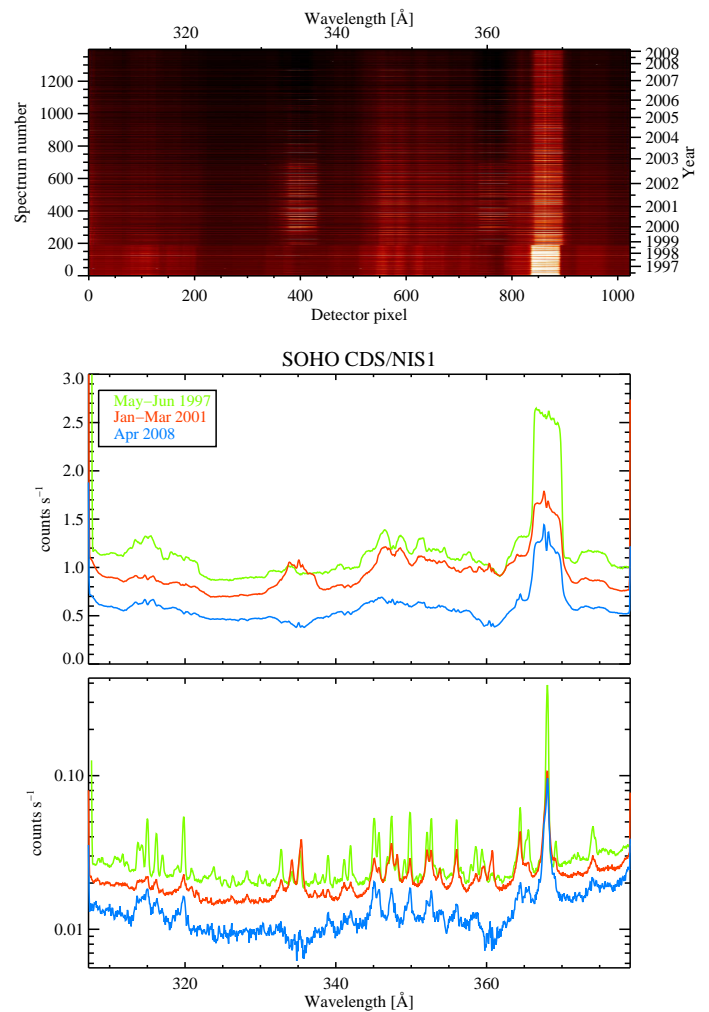 Wavelength [Å]
320 340 360
Spectrum number
1200
1000
800
600
400
200
0
2009
2008
2007
2006
2005
2004
2003
2002
2001
2000
1999
1998
1997
Year
0 200 400 600 800 1000
Detector pixel
SOHO CDS/NIS1
counts s⁻¹
3.0
2.5
2.0
1.5
1.0
0.5
0.0
May–Jun 1997
Jan–Mar 2001
Apr 2008
counts s⁻¹
0.10
0.01
320 340 360
Wavelength [Å]